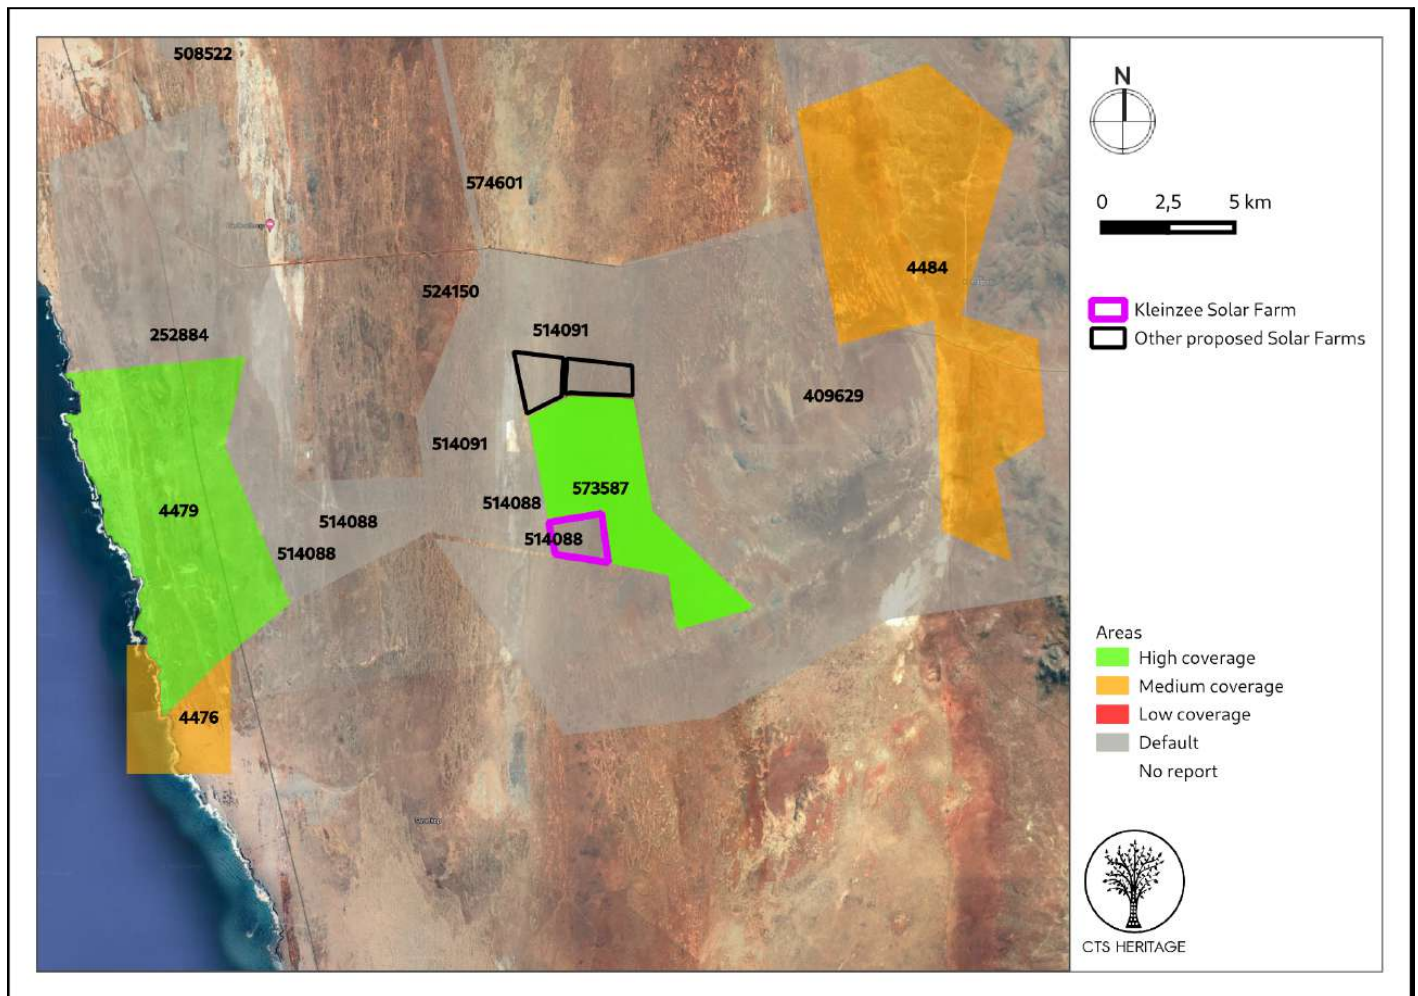 508522
574601
4484
524150
252884
514091
409629
514091
573587
514088
4479
514088
514088
514088
4476
N
0 2,5 5 km
Kleinzee Solar Farm
Other proposed Solar Farms
Areas
High coverage
Medium coverage
Low coverage
Default
No report
CTS HERITAGE